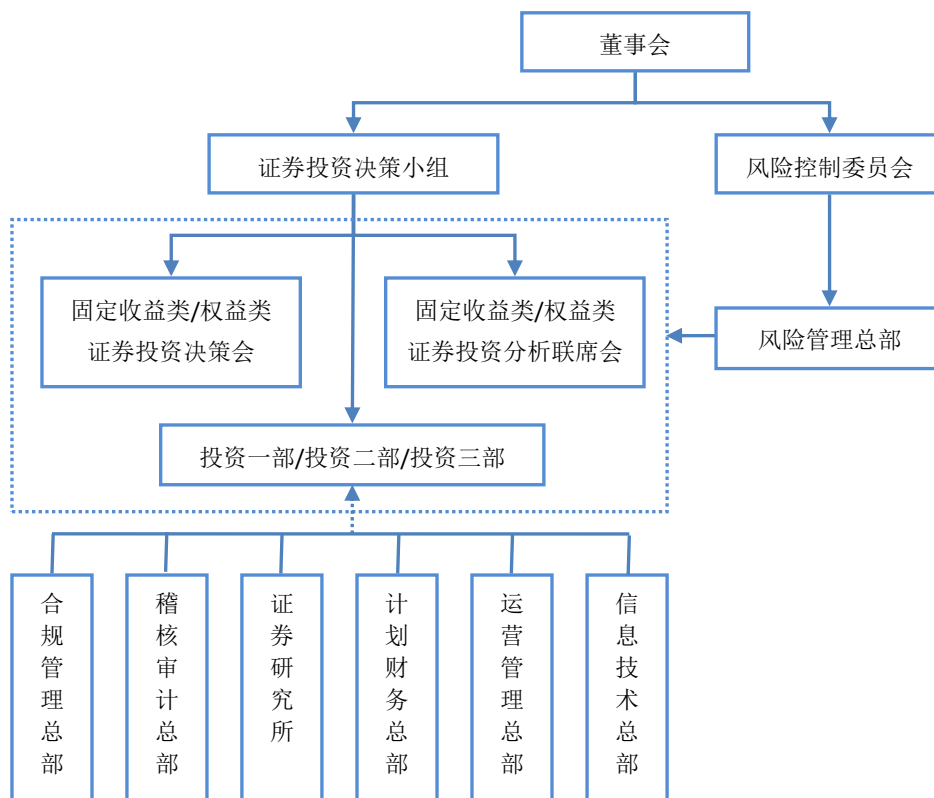 董事会
证券投资决策小组
风险控制委员会
固定收益类/权益类
证券投资决策会
固定收益类/权益类
证券投资分析联席会
风险管理总部
投资一部/投资二部/投资三部
合规管理总部
稽核审计总部
证券研究所
计划财务总部
运营管理总部
信息技术总部